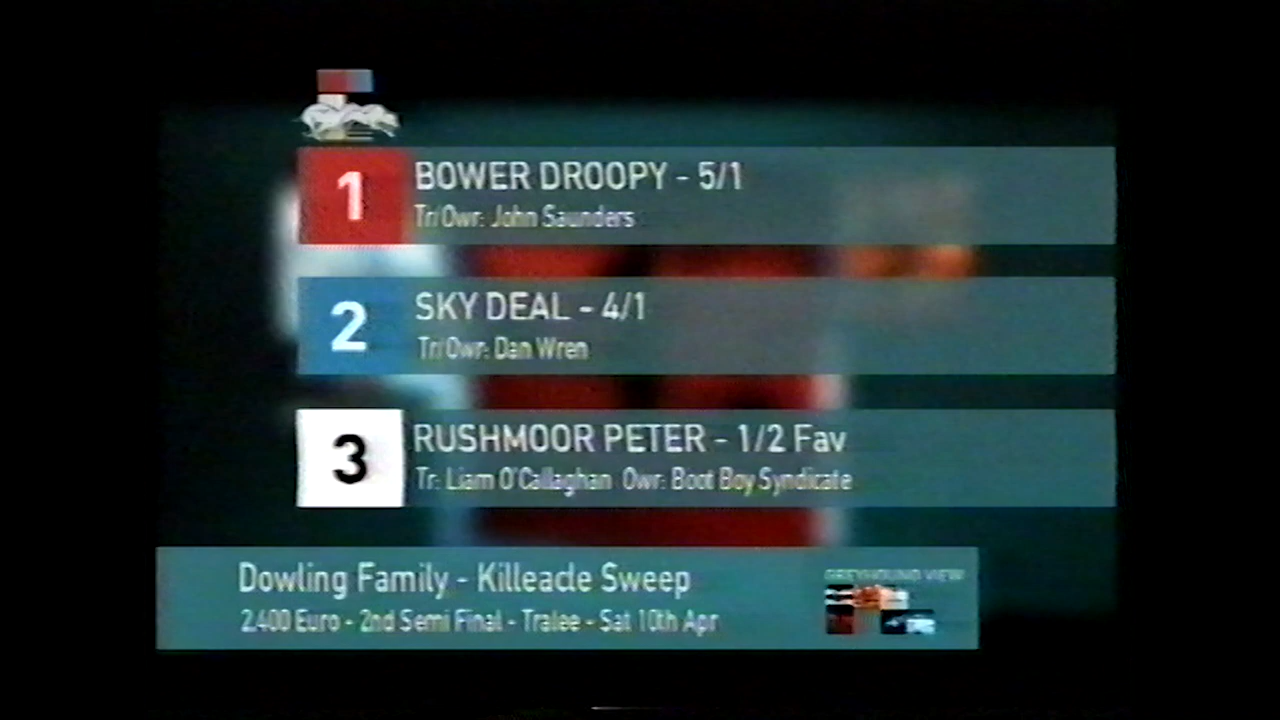 1
BOWER DROOPY - 5/1
Tr/Owr: John Saunders
2
SKY DEAL - 4/1
Tr/Owr: Dan Wren
3
RUSHMOOR PETER - 1/2 Fav
Tr: Liam O'Callaghan Owr: Boot Boy Syndicate
Dowling Family - Killeacle Sweep
2,400 Euro - 2nd Semi Final - Tralee - Sat 10th Apr
GREYHOUND VIEW